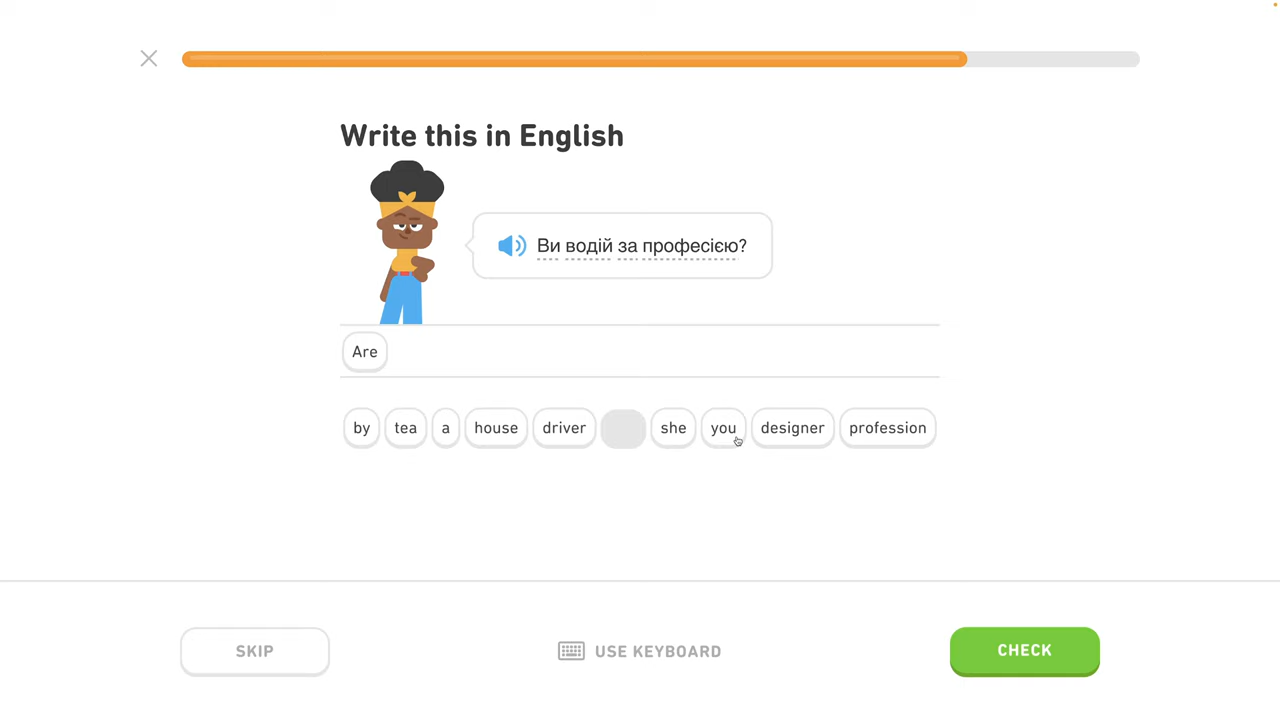 Write this in English
Ви водій за професією?
Are
by tea a house driver she you designer profession
SKIP USE KEYBOARD CHECK